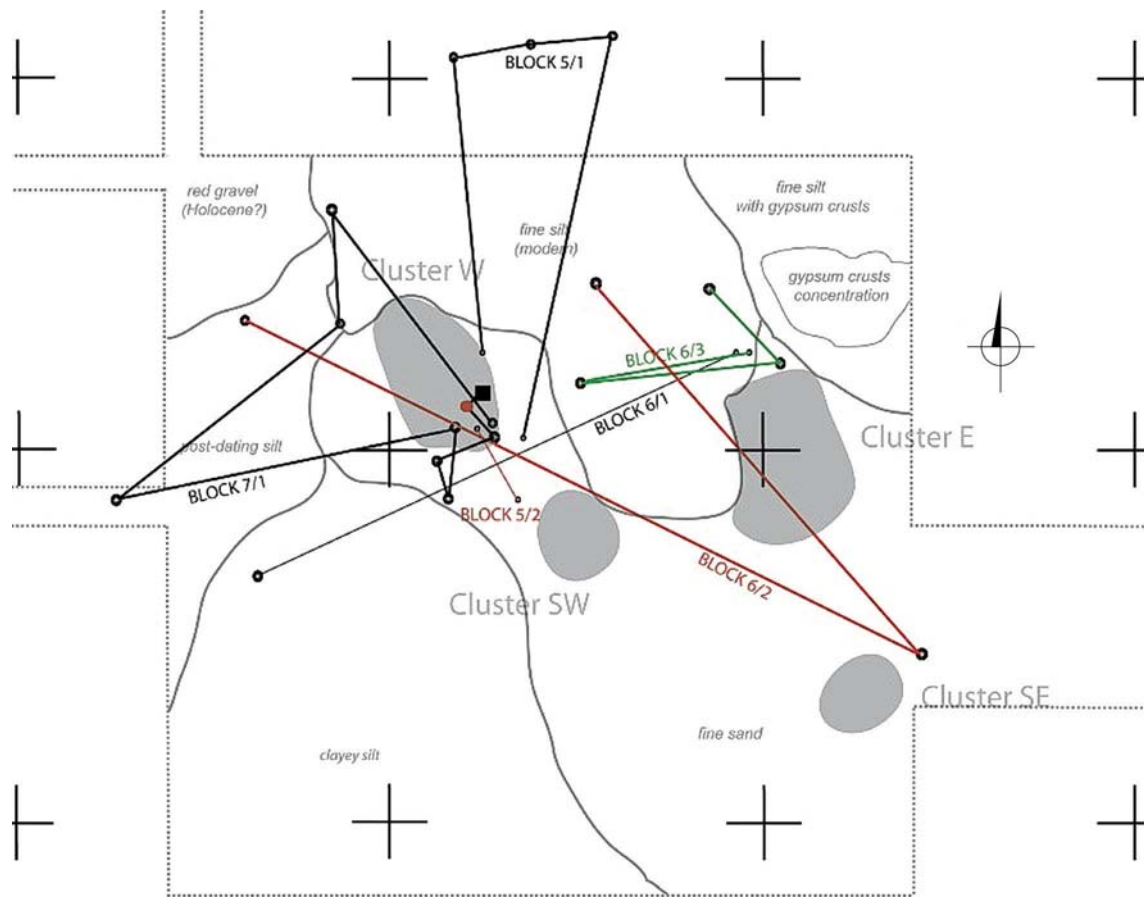 BLOCK 5/1
red gravel
(Holocene?)
fine silt
with gypsum crusts
fine silt
(modern)
Cluster W
gypsum crusts
concentration
BLOCK 6/3
BLOCK 6/1
Cluster E
post-dating silt
BLOCK 7/1
BLOCK 5/2
BLOCK 6/2
Cluster SW
Cluster SE
fine sand
clayey silt